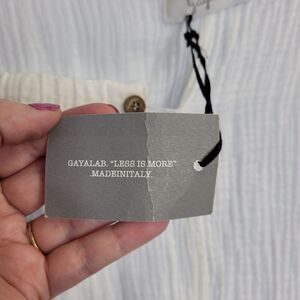 GAYALAB. "LESS IS MORE"
.MADEINITALY.